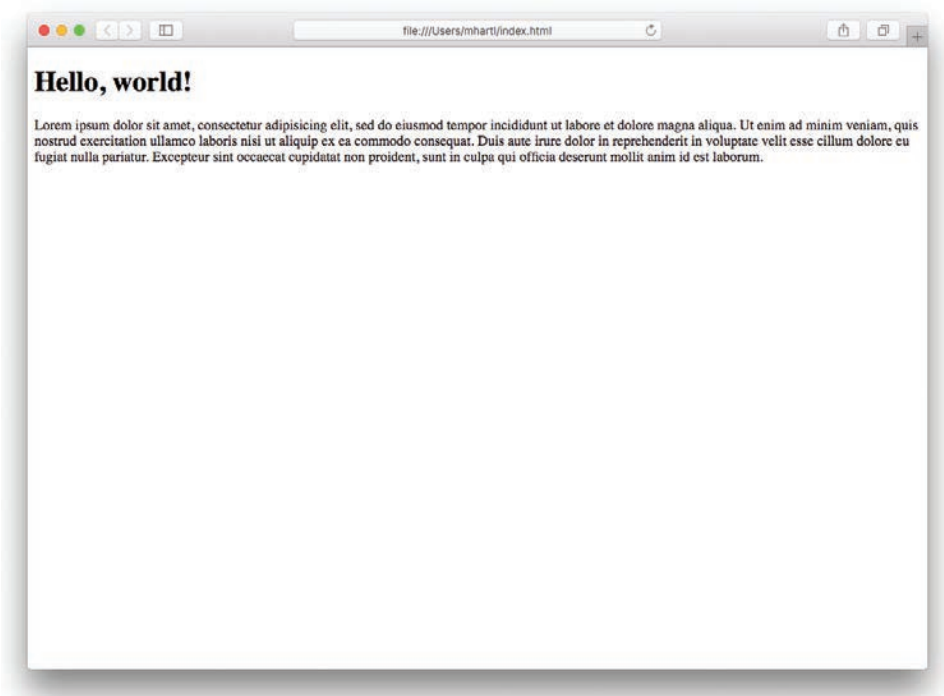 file:///Users/mhartl/index.html
Hello, world!
Lorem ipsum dolor sit amet, consectetur adipisicing elit, sed do eiusmod tempor incididunt ut labore et dolore magna aliqua. Ut enim ad minim veniam, quis
nostrud exercitation ullamco laboris nisi ut aliquip ex ea commodo consequat. Duis aute irure dolor in reprehenderit in voluptate velit esse cillum dolore eu
fugiat nulla pariatur. Excepteur sint occaecat cupidatat non proident, sunt in culpa qui officia deserunt mollit anim id est laborum.